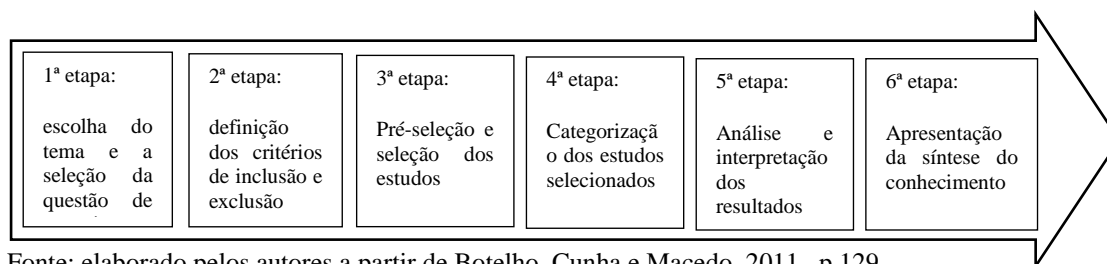 1ª etapa:
escolha do
tema e a
seleção da
questão de
2ª etapa:
definição
dos critérios
de inclusão e
exclusão
3ª etapa:
Pré-seleção e
seleção dos
estudos
4ª etapa:
Categorizaçã
o dos estudos
selecionados
5ª etapa:
Análise e
interpretação
dos
resultados
6ª etapa:
Apresentação
da síntese do
conhecimento
Fonte: elaborado pelos autores a partir de Botelho, Cunha e Macedo, 2011, p.129